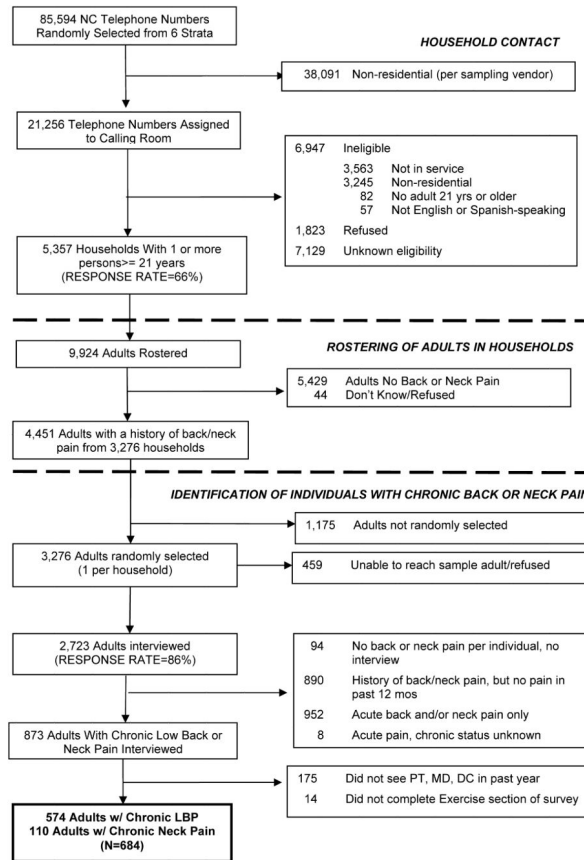 85,594 NC Telephone Numbers
Randomly Selected from 6 Strata
HOUSEHOLD CONTACT
38,091 Non-residential (per sampling vendor)
21,256 Telephone Numbers Assigned
to Calling Room
6,947 Ineligible
3,563 Not in service
3,245 Non-residential
82 No adult 21 yrs or older
57 Not English or Spanish-speaking
1,823 Refused
7,129 Unknown eligibility
5,357 Households With 1 or more
persons>= 21 years
(RESPONSE RATE=66%)
ROSTERING OF ADULTS IN HOUSEHOLDS
9,924 Adults Rostered
5,429 Adults No Back or Neck Pain
44 Don't Know/Refused
4,451 Adults with a history of back/neck
pain from 3,276 households
IDENTIFICATION OF INDIVIDUALS WITH CHRONIC BACK OR NECK PAIN
1,175 Adults not randomly selected
3,276 Adults randomly selected
(1 per household)
459 Unable to reach sample adult/refused
2,723 Adults interviewed
(RESPONSE RATE=86%)
94 No back or neck pain per individual, no
interview
890 History of back/neck pain, but no pain in
past 12 mos
952 Acute back and/or neck pain only
8 Acute pain, chronic status unknown
873 Adults With Chronic Low Back or
Neck Pain Interviewed
175 Did not see PT, MD, DC in past year
14 Did not complete Exercise section of survey
574 Adults w/ Chronic LBP
110 Adults w/ Chronic Neck Pain
(N=684)